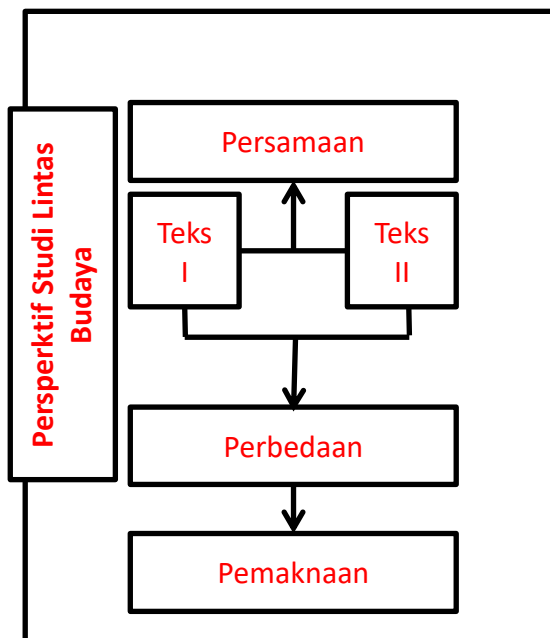 Persperktif Studi Lintas
Budaya
Persamaan
Teks
I
Teks
II
Perbedaan
Pemaknaan